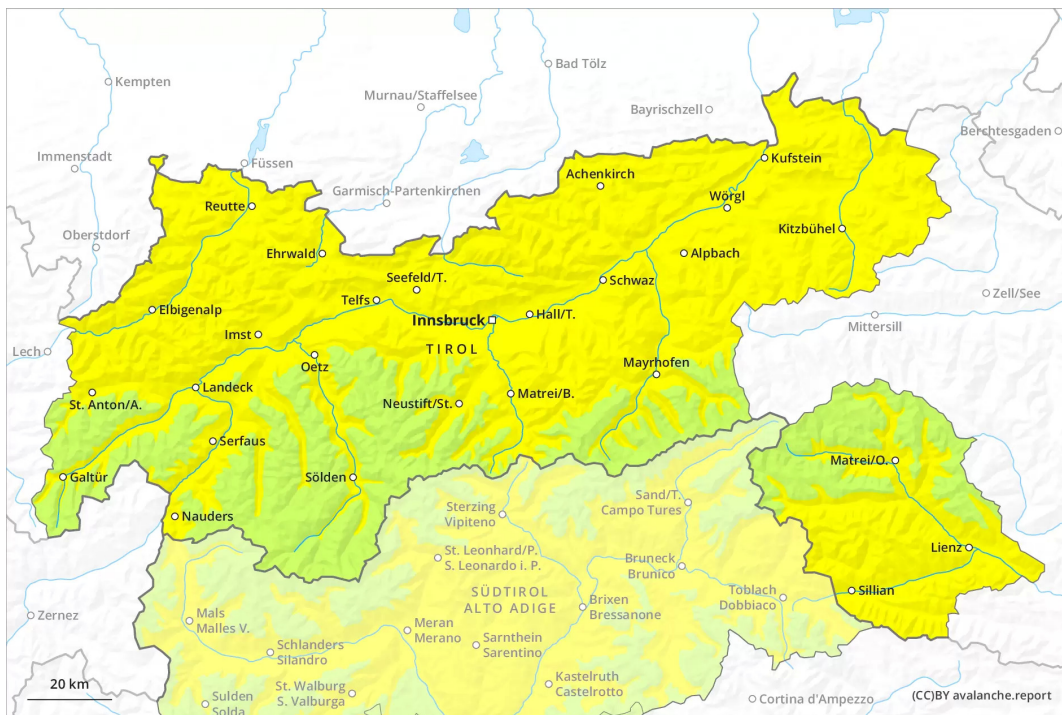 Kempten
Bad Tölz
Murnau/Staffelsee
Bayrischzell
Berchtesgaden
Immenstadt
Füssen
Kufstein
Garmisch-Partenkirchen
Achenkirch
Wörgl
Reutte
Oberstdorf
Kitzbühel
Ehrwald
Alpbach
Seefeld/T.
Schwaz
Zell/See
Telfs
Elbigenalp
Innsbruck
Hall/T.
Mittersill
Imst
TIROL
Lech
Oetz
Mayrhofen
Landeck
St. Anton/A.
Neustift/St.
Matrei/B.
Serfaus
Matrei/O.
Galtür
Sölden
Sand/T.
Campo Tures
Sterzing
Vipiteno
Nauders
Lienz
St. Leonhard/P.
S. Leonardo i. P.
Bruneck
Brunico
SÜDTIROL
ALTO ADIGE
Sillian
Toblach
Dobbiaco
Zernez
Mals
Malles V.
Brixen
Bressanone
Meran
Merano
Schlanders
Silandro
Sarnthein
Sarentino
20 km
St. Walburg
S. Valburga
Kastelruth
Castelrotto
Sulden
Solda
Cortina d'Ampezzo
(CC)BY avalanche.report